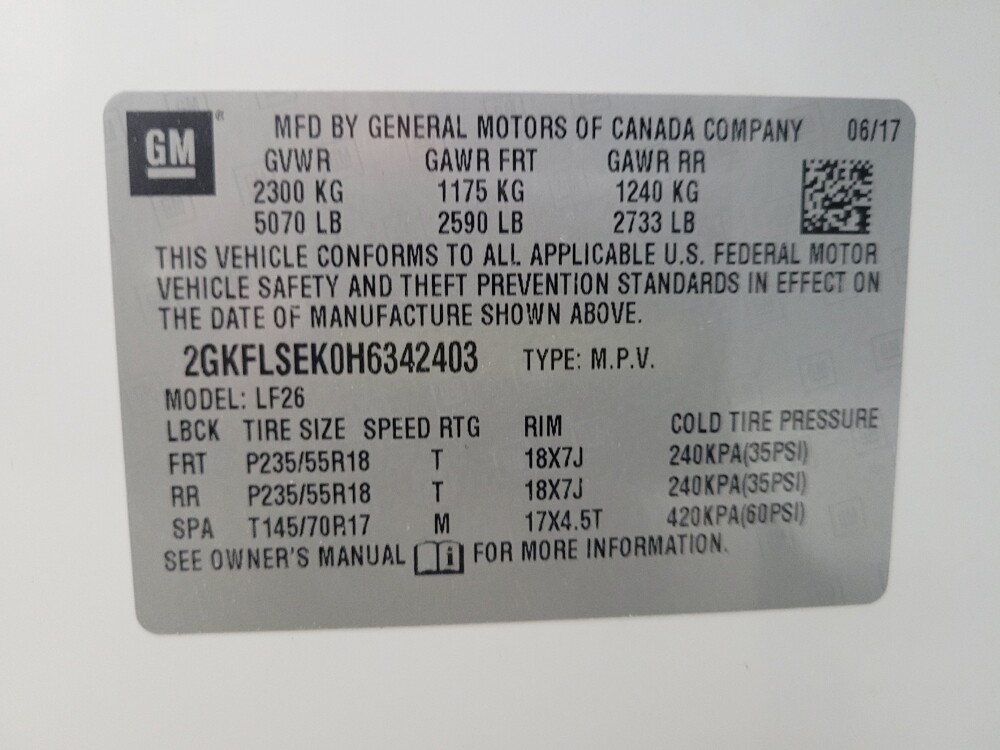 GM
MFD BY GENERAL MOTORS OF CANADA COMPANY 06/17
GVWR GAWR FRT GAWR RR
2300 KG 1175 KG 1240 KG
5070 LB 2590 LB 2733 LB
THIS VEHICLE CONFORMS TO ALL APPLICABLE U.S. FEDERAL MOTOR
VEHICLE SAFETY AND THEFT PREVENTION STANDARDS IN EFFECT ON
THE DATE OF MANUFACTURE SHOWN ABOVE.
2GKFLSEK0H6342403 TYPE: M.P.V.
MODEL: LF26
LBCK TIRE SIZE SPEED RTG RIM COLD TIRE PRESSURE
FRT P235/55R18 T 18X7J 240KPA(35PSI)
RR P235/55R18 T 18X7J 240KPA(35PSI)
SPA T145/70R17 M 17X4.5T 420KPA(60PSI)
SEE OWNER'S MANUAL i FOR MORE INFORMATION.